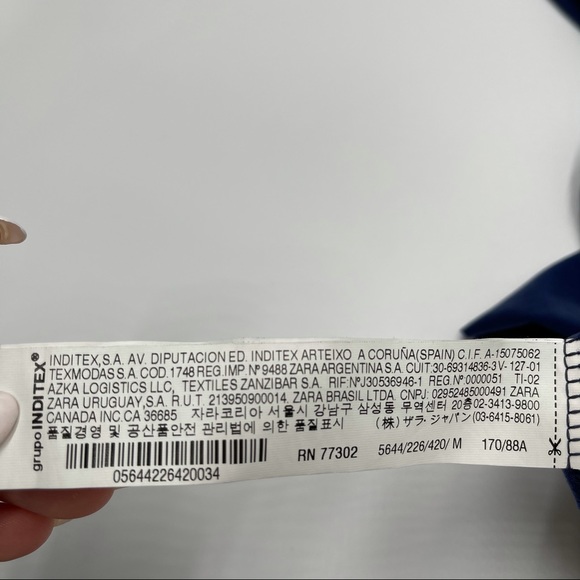 grupo INDITEX®
INDITEX,S.A. AV. DIPUTACION ED. INDITEX ARTEIXO A CORUÑA(SPAIN) C.I.F. A-15075062
TEXMODAS S.A. COD. 1748 REG.IMP. Nº 9488 ZARA ARGENTINA S.A. CUIT:30-69314836-3 V-127-01
AZKA LOGISTICS LLC, TEXTILES ZANZIBAR S.A. RIF:NºJ30536946-1 REG.Nº0000051 TI-02
ZARA URUGUAY,S.A. R.U.T. 213950900014. ZARA BRASIL LTDA. CNPJ: 02952485000491 ZARA
CANADA INC.CA 36685 자라코리아 서울시 강남구 삼성동 무역센터 20층02-3413-9800
품질경영 및 공산품안전 관리법에 의한 품질표시 (株) ザラ・ジャパン(03-6415-8061)
05644226420034
RN 77302
5644/226/420/ M
170/88A